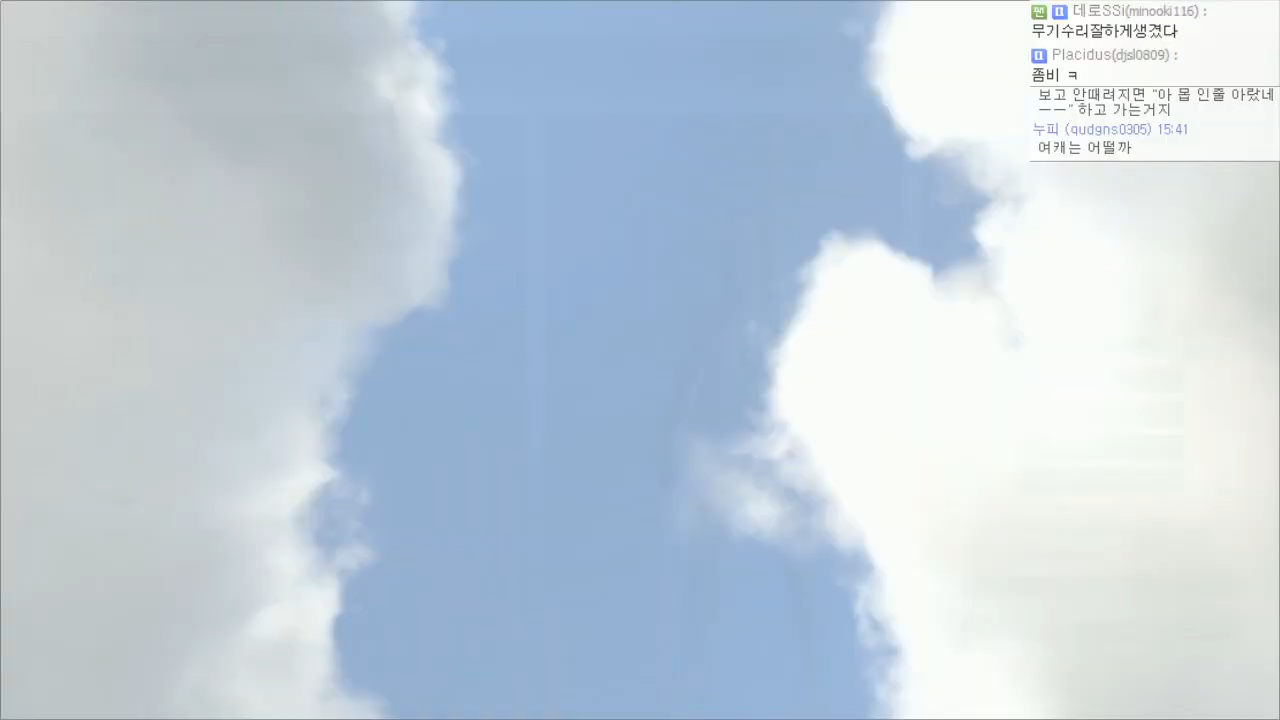 팬 데로SSi(minooki116) :
무기수리잘하게생겼다
Placidus(djsl0809) :
좀비 ㅋ
보고 안때려지면 "아 몹 인줄 아랐네
ㅡㅡ" 하고 가는거지
누피 (qudgns0305) 15:41
여캐는 어떨까